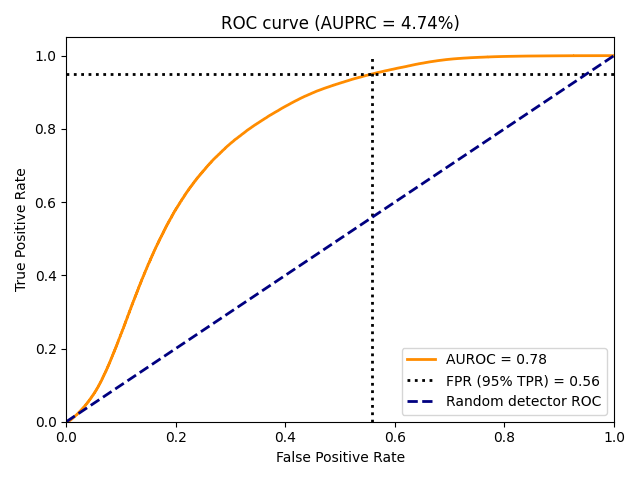 ROC curve (AUPRC = 4.74%)
True Positive Rate
1.0
0.8
0.6
0.4
0.2
0.0
0.0 0.2 0.4 0.6 0.8 1.0
False Positive Rate
AUROC = 0.78
FPR (95% TPR) = 0.56
Random detector ROC